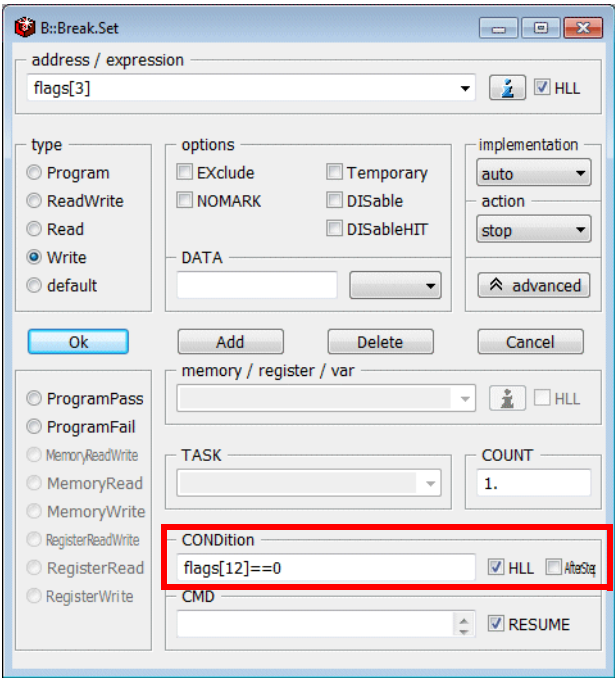 B::Break.Set
address / expression
flags[3]
HLL
type
Program
ReadWrite
Read
Write
default
options
EXclude
Temporary
NOMARK
DISable
DISableHIT
DATA
implementation
auto
action
stop
advanced
Ok
Add
Delete
Cancel
ProgramPass
ProgramFail
MemoryReadWrite
MemoryRead
MemoryWrite
RegisterReadWrite
RegisterRead
RegisterWrite
memory / register / var
HLL
TASK
COUNT
1.
CONDition
flags[12]==0
HLL
AfterStep
CMD
RESUME